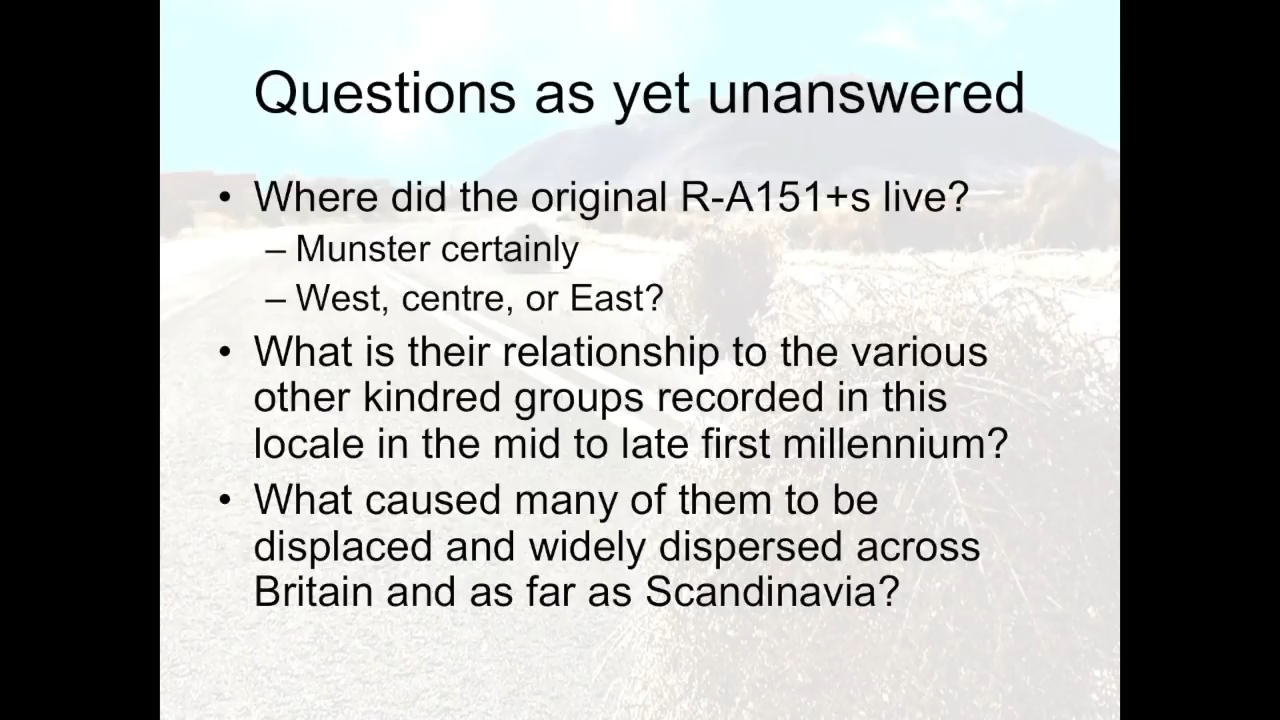 Questions as yet unanswered
• Where did the original R-A151+s live?
– Munster certainly
– West, centre, or East?
• What is their relationship to the various
other kindred groups recorded in this
locale in the mid to late first millennium?
• What caused many of them to be
displaced and widely dispersed across
Britain and as far as Scandinavia?